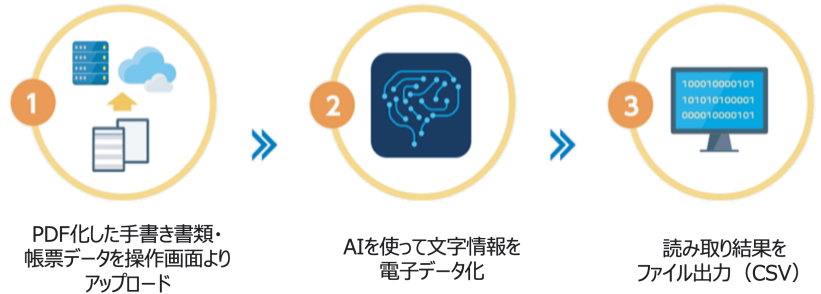 1
PDF化した手書き書類・
帳票データを操作画面より
アップロード
2
AIを使って文字情報を
電子データ化
3
100010000101
101010100001
000010000101
読み取り結果を
ファイル出力（CSV）